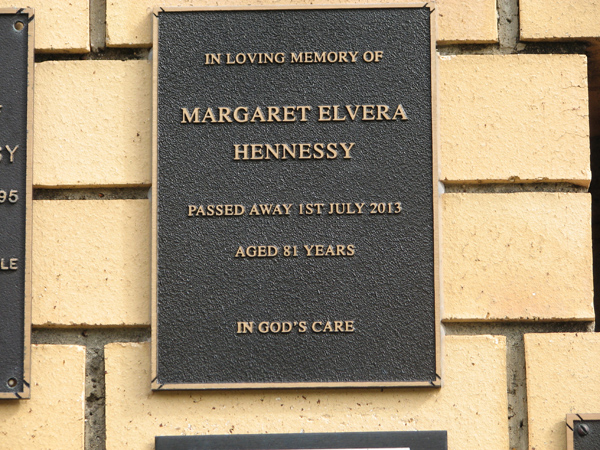 IN LOVING MEMORY OF
MARGARET ELVERA
HENNESSY
PASSED AWAY 1ST JULY 2013
AGED 81 YEARS
IN GOD'S CARE